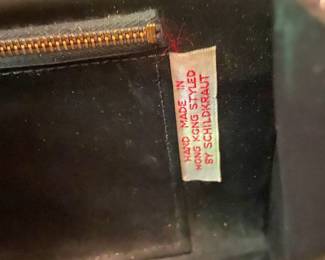 HAND MADE IN
HONG KONG STYLED
BY SCHILDKRAUT